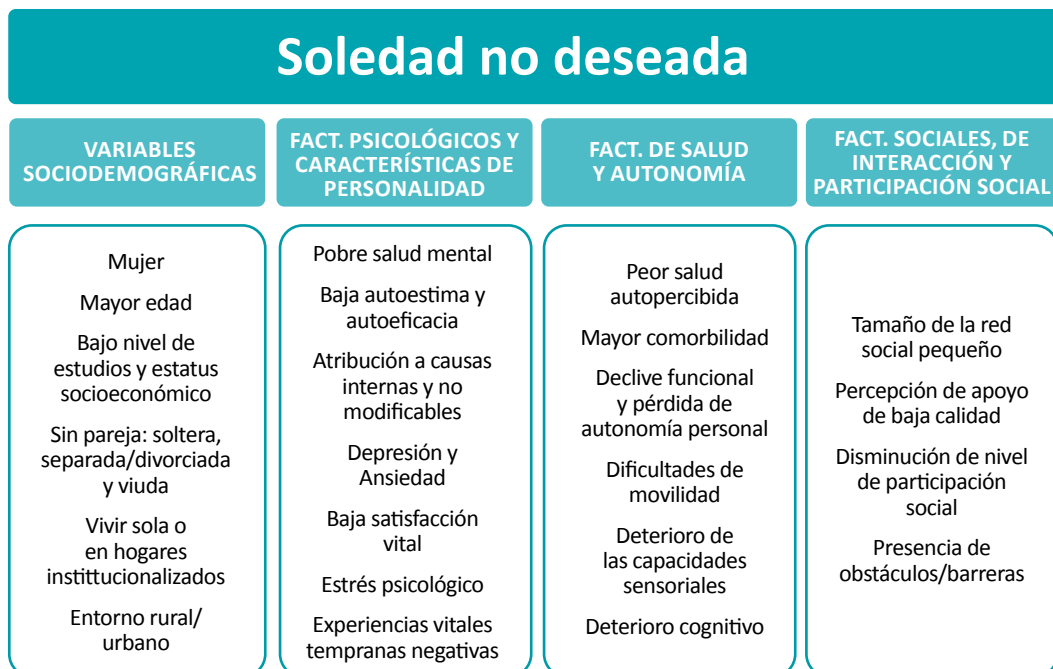 Soledad no deseada
VARIABLES
SOCIODEMOGRÁFICAS
Mujer
Mayor edad
Bajo nivel de
estudios y estatus
socioeconómico
Sin pareja: soltera,
separada/divorciada
y viuda
Vivir sola o
en hogares
instittucionalizados
Entorno rural/
urbano
FACT. PSICOLÓGICOS Y
CARACTERÍSTICAS DE
PERSONALIDAD
Pobre salud mental
Baja autoestima y
autoeficacia
Atribución a causas
internas y no
modificables
Depresión y
Ansiedad
Baja satisfacción
vital
Estrés psicológico
Experiencias vitales
tempranas negativas
FACT. DE SALUD
Y AUTONOMÍA
Peor salud
autopercibida
Mayor comorbilidad
Declive funcional
y pérdida de
autonomía personal
Dificultades de
movilidad
Deterioro de
las capacidades
sensoriales
Deterioro cognitivo
FACT. SOCIALES, DE
INTERACCIÓN Y
PARTICIPACIÓN SOCIAL
Tamaño de la red
social pequeño
Percepción de apoyo
de baja calidad
Disminución de nivel
de participación
social
Presencia de
obstáculos/barreras